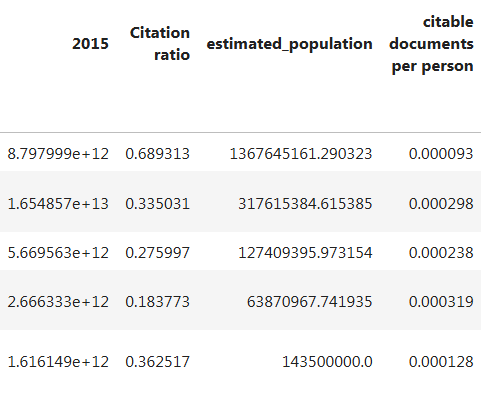 2015 Citation ratio estimated_population citable documents per person
8.797999e+12 0.689313 1367645161.290323 0.000093
1.654857e+13 0.335031 317615384.615385 0.000298
5.669563e+12 0.275997 127409395.973154 0.000238
2.666333e+12 0.183773 63870967.741935 0.000319
1.616149e+12 0.362517 143500000.0 0.000128